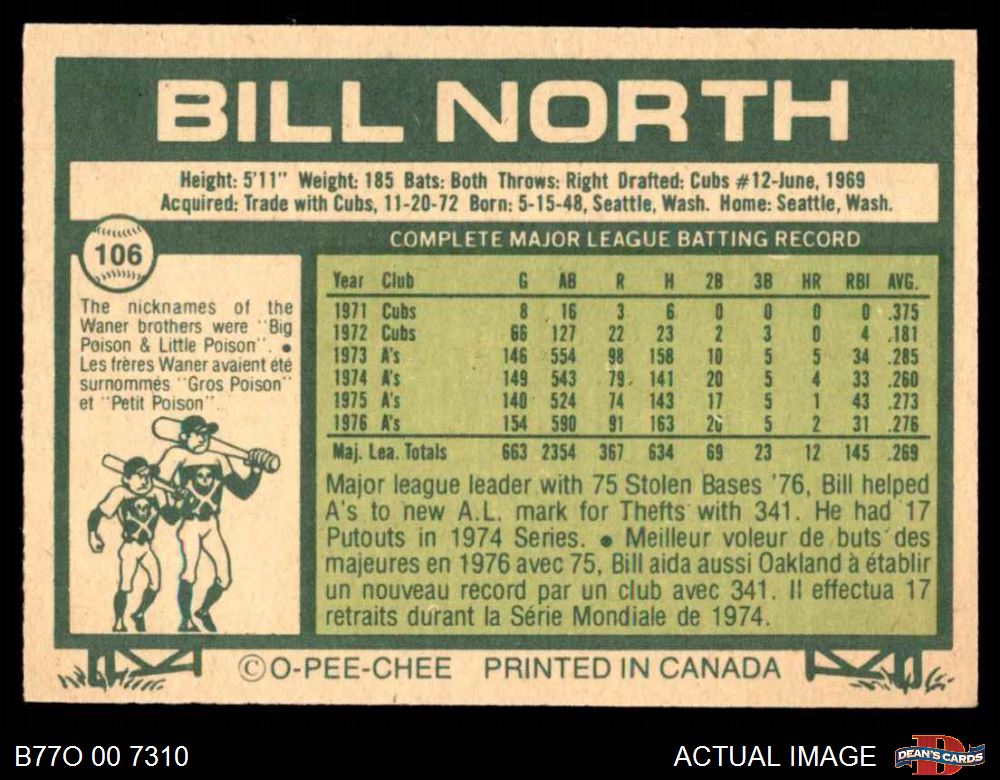 BILL NORTH
Height: 5'11" Weight: 185 Bats: Both Throws: Right Drafted: Cubs #12-June, 1969
Acquired: Trade with Cubs, 11-20-72 Born: 5-15-48, Seattle, Wash. Home: Seattle, Wash.
106
The nicknames of the
Waner brothers were "Big
Poison & Little Poison". •
Les frères Waner avaient été
surnommés "Gros Poison"
et "Petit Poison".
COMPLETE MAJOR LEAGUE BATTING RECORD
Year Club G AB R H 2B 3B HR RBI AVG.
1971 Cubs 8 16 3 6 0 0 0 0 .375
1972 Cubs 66 127 22 23 2 3 0 4 .181
1973 A's 146 554 98 158 10 5 5 34 .285
1974 A's 149 543 79 141 20 5 4 33 .260
1975 A's 140 524 74 143 17 5 1 43 .273
1976 A's 154 590 91 163 20 5 2 31 .276
Maj. Lea. Totals 663 2354 367 634 69 23 12 145 .269
Major league leader with 75 Stolen Bases '76, Bill helped
A's to new A.L. mark for Thefts with 341. He had 17
Putouts in 1974 Series. • Meilleur voleur de buts des
majeures en 1976 avec 75, Bill aida aussi Oakland à établir
un nouveau record par un club avec 341. Il effectua 17
retraits durant la Série Mondiale de 1974.
© O-PEE-CHEE PRINTED IN CANADA
B77O 00 7310
ACTUAL IMAGE
DEAN'S CARDS